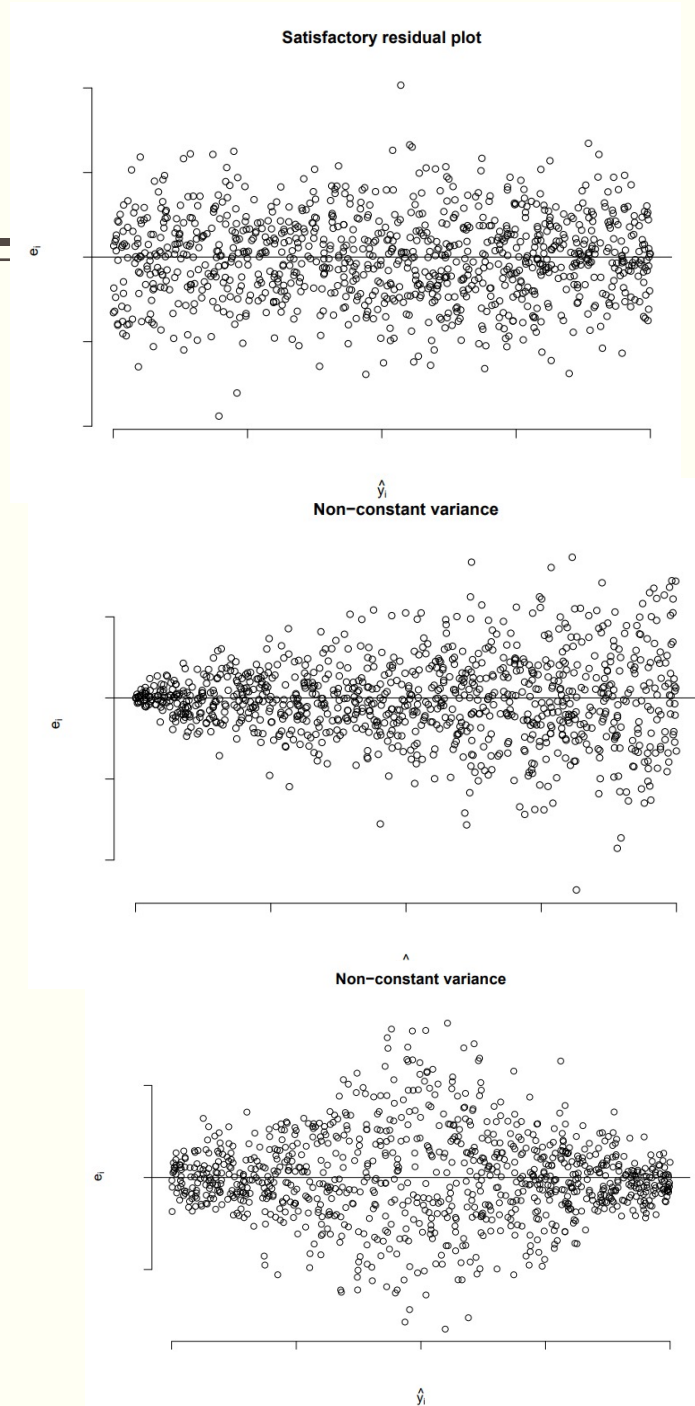 Satisfactory residual plot
eᵢ
ŷᵢ
Non−constant variance
eᵢ
^
Non−constant variance
eᵢ
ŷᵢ